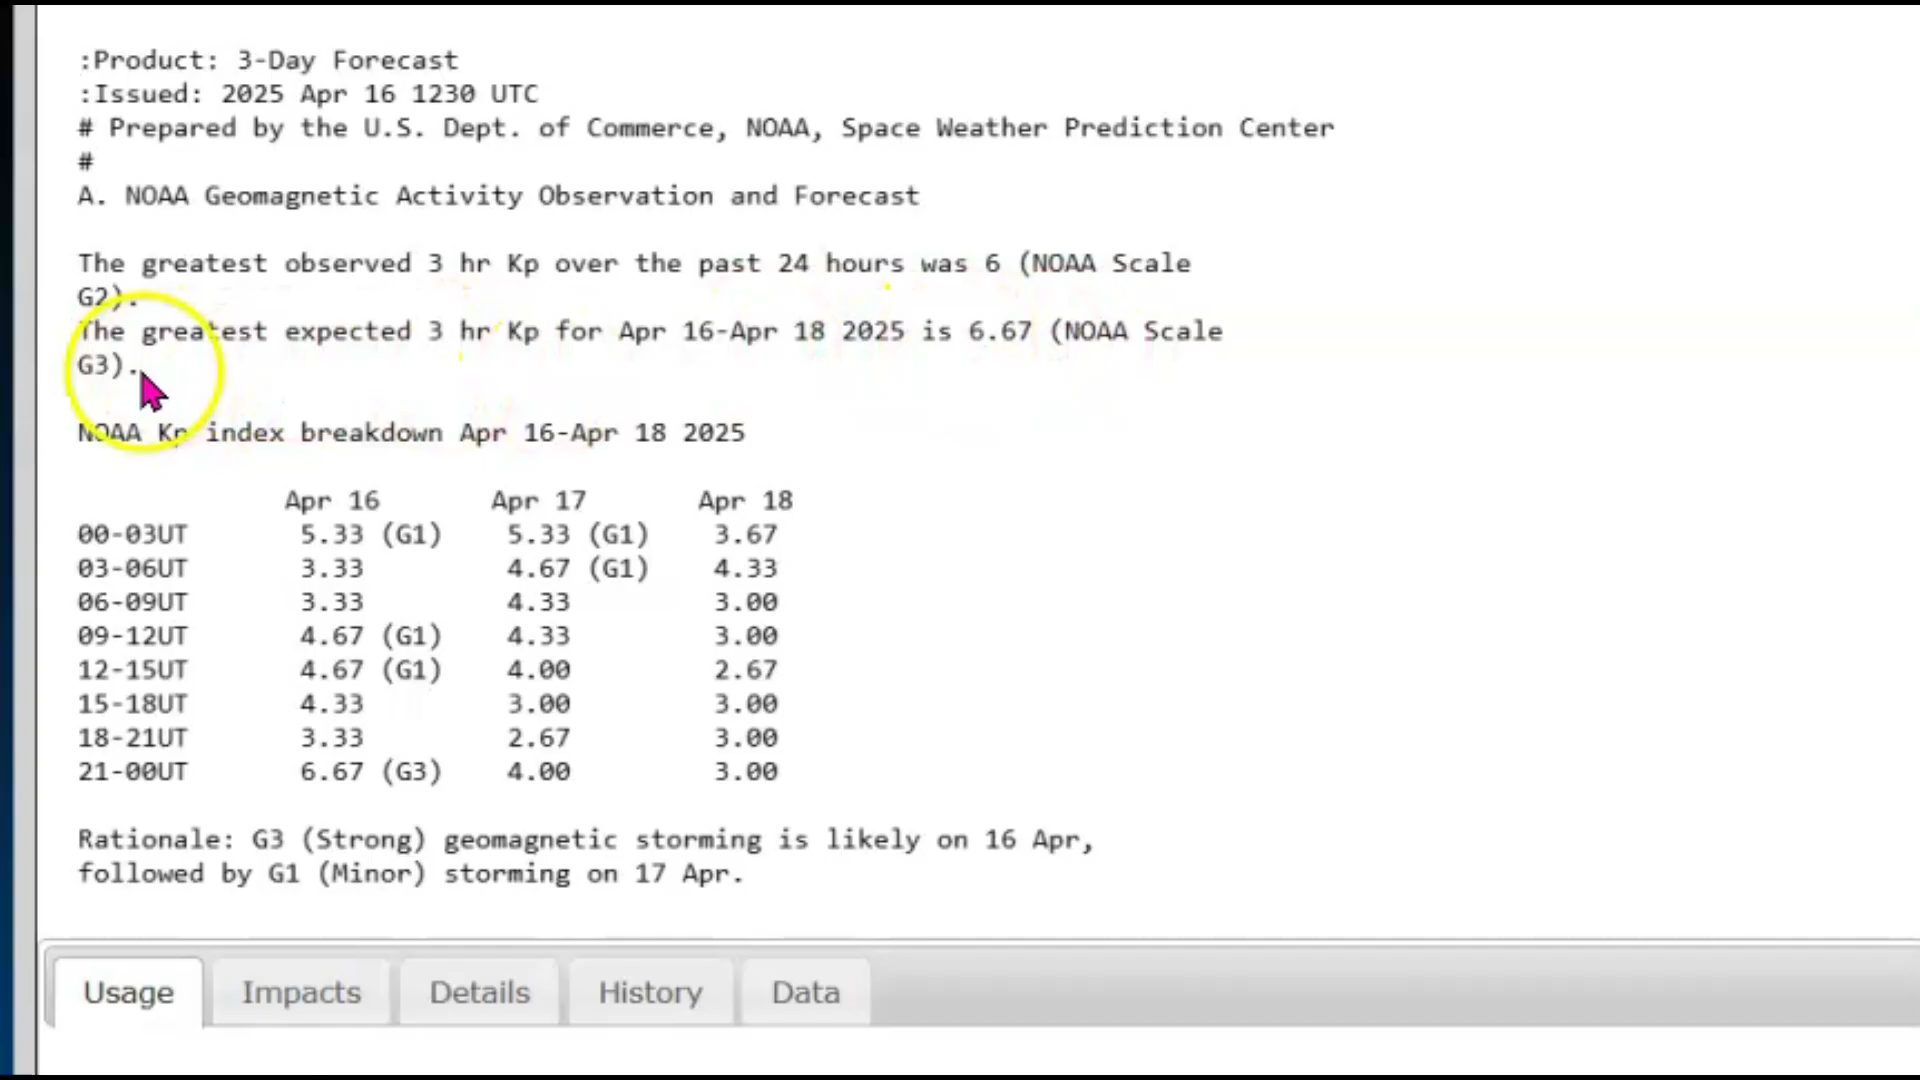 :Product: 3-Day Forecast
:Issued: 2025 Apr 16 1230 UTC
# Prepared by the U.S. Dept. of Commerce, NOAA, Space Weather Prediction Center
#
A. NOAA Geomagnetic Activity Observation and Forecast
The greatest observed 3 hr Kp over the past 24 hours was 6 (NOAA Scale
G2).
The greatest expected 3 hr Kp for Apr 16-Apr 18 2025 is 6.67 (NOAA Scale
G3).
NOAA Kp index breakdown Apr 16-Apr 18 2025
Apr 16 Apr 17 Apr 18
00-03UT 5.33 (G1) 5.33 (G1) 3.67
03-06UT 3.33 4.67 (G1) 4.33
06-09UT 3.33 4.33 3.00
09-12UT 4.67 (G1) 4.33 3.00
12-15UT 4.67 (G1) 4.00 2.67
15-18UT 4.33 3.00 3.00
18-21UT 3.33 2.67 3.00
21-00UT 6.67 (G3) 4.00 3.00
Rationale: G3 (Strong) geomagnetic storming is likely on 16 Apr,
followed by G1 (Minor) storming on 17 Apr.
Usage Impacts Details History Data